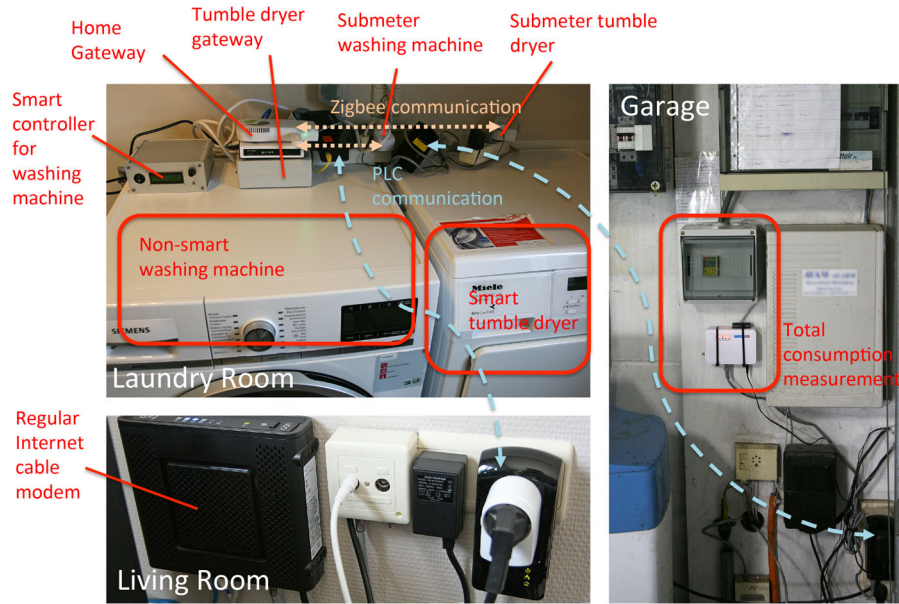 Home
Gateway
Tumble dryer
gateway
Submeter
washing machine
Submeter tumble
dryer
Smart
controller
for
washing
machine
Zigbee communication
PLC
communication
Garage
Non-smart
washing machine
Miele
Smart
tumble dryer
SIEMENS
Total
consumption
measurement
Laundry Room
Regular
Internet
cable
modem
Living Room